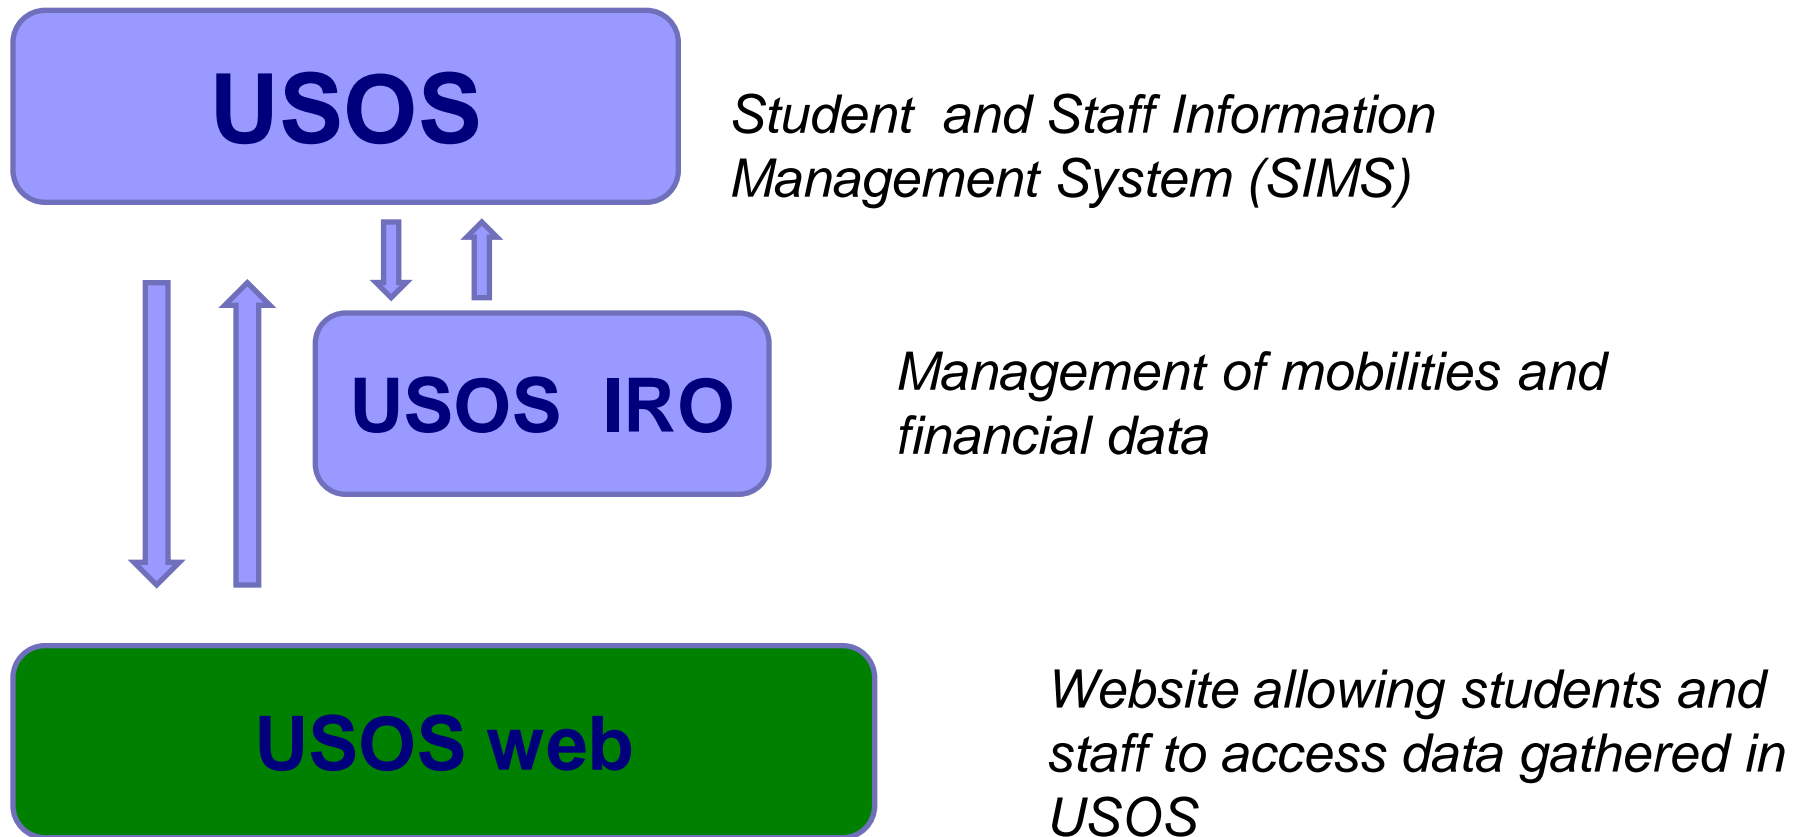 USOS
Student and Staff Information
Management System (SIMS)
USOS IRO
Management of mobilities and
financial data
USOS web
Website allowing students and
staff to access data gathered in
USOS